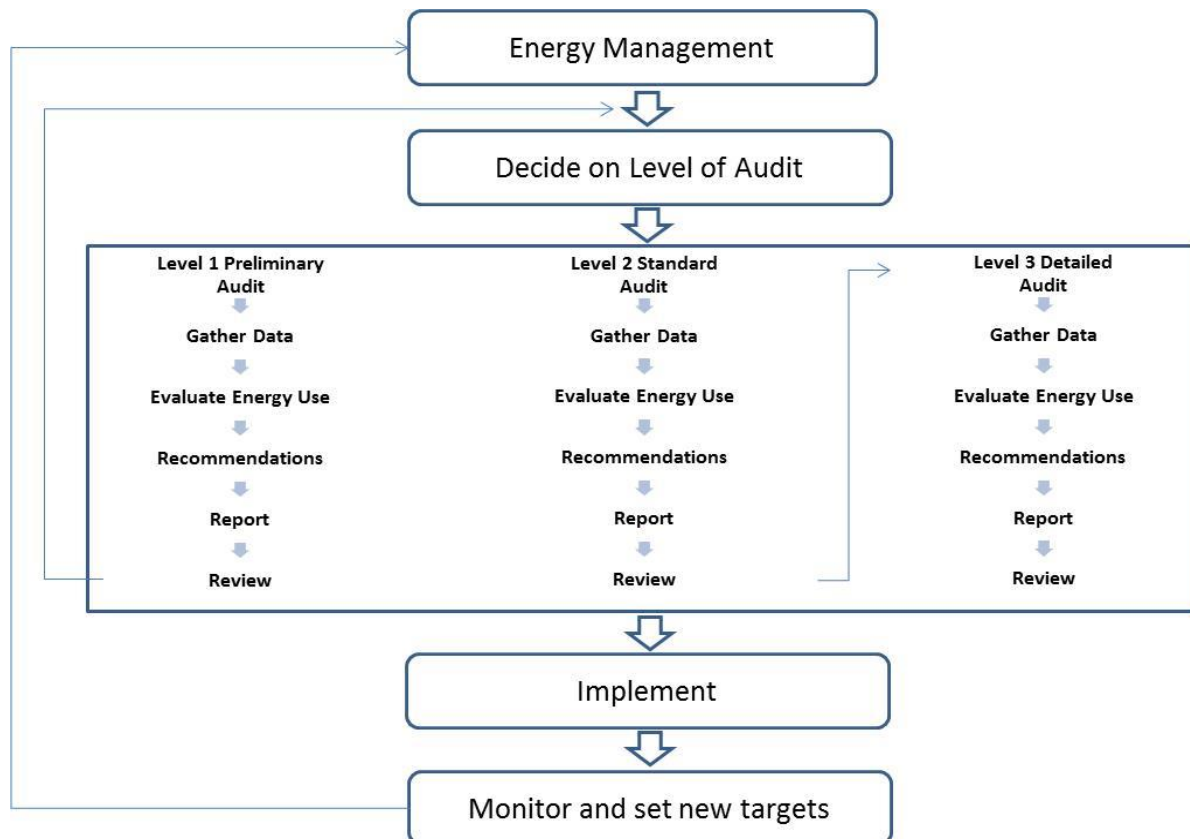 Energy Management
Decide on Level of Audit
Level 1 Preliminary
Audit
Gather Data
Evaluate Energy Use
Recommendations
Report
Review
Level 2 Standard
Audit
Gather Data
Evaluate Energy Use
Recommendations
Report
Review
Level 3 Detailed
Audit
Gather Data
Evaluate Energy Use
Recommendations
Report
Review
Implement
Monitor and set new targets